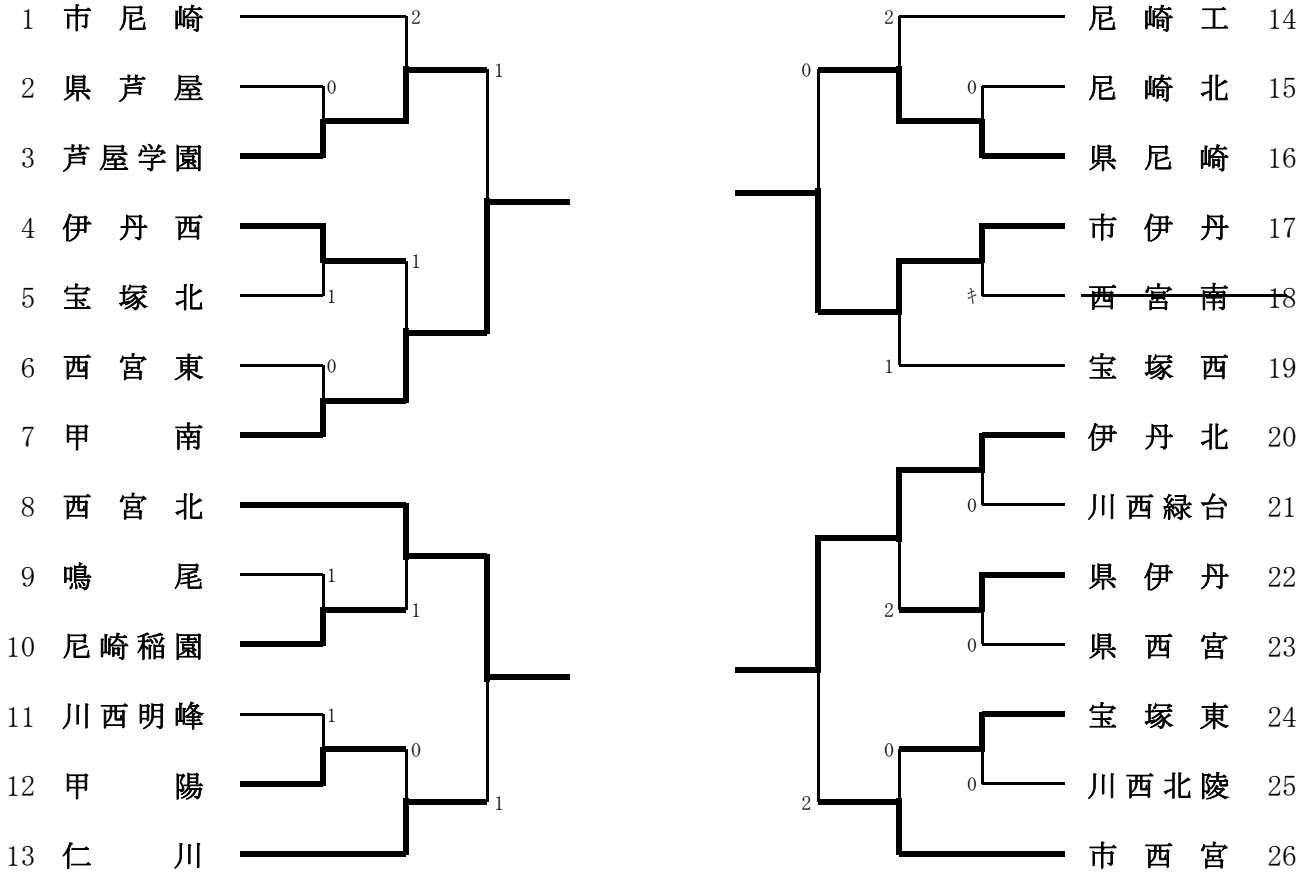 1 市尼崎
2 県芦屋
3 芦屋学園
4 伊丹西
5 宝塚北
6 西宮東
7 甲南
8 西宮北
9 鳴尾
10 尼崎稲園
11 川西明峰
12 甲陽
13 仁川
2
0
1
1
1
0
1
1
1
0
1
2
0
0
ｷ
1
0
2
0
0
0
2
尼崎工 14
尼崎北 15
県尼崎 16
市伊丹 17
西宮南 18
宝塚西 19
伊丹北 20
川西緑台 21
県伊丹 22
県西宮 23
宝塚東 24
川西北陵 25
市西宮 26